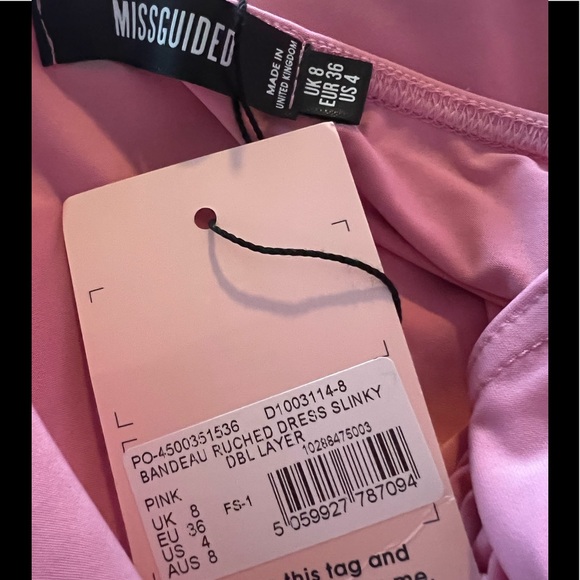 MISSGUIDED
MADE IN
UNITED KINGDOM
UK 8
EUR 36
US 4
PO-4500351536 D1003114-8
BANDEAU RUCHED DRESS SLINKY
DBL LAYER
10286475003
PINK
UK 8
EU 36
US 4
AUS 8
FS-1
5 059927 787094
this tag and
me